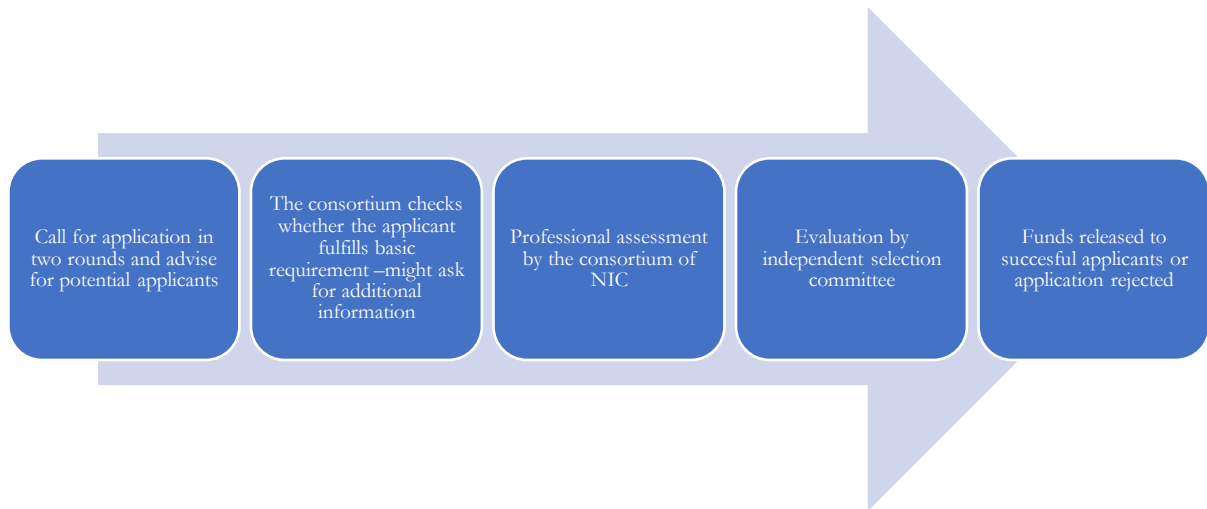 Call for application in
two rounds and advise
for potential applicants
The consortium checks
whether the applicant
fulfills basic
requirement –might ask
for additional
information
Professional assessment
by the consortium of
NIC
Evaluation by
independent selection
committee
Funds released to
succesful applicants or
application rejected